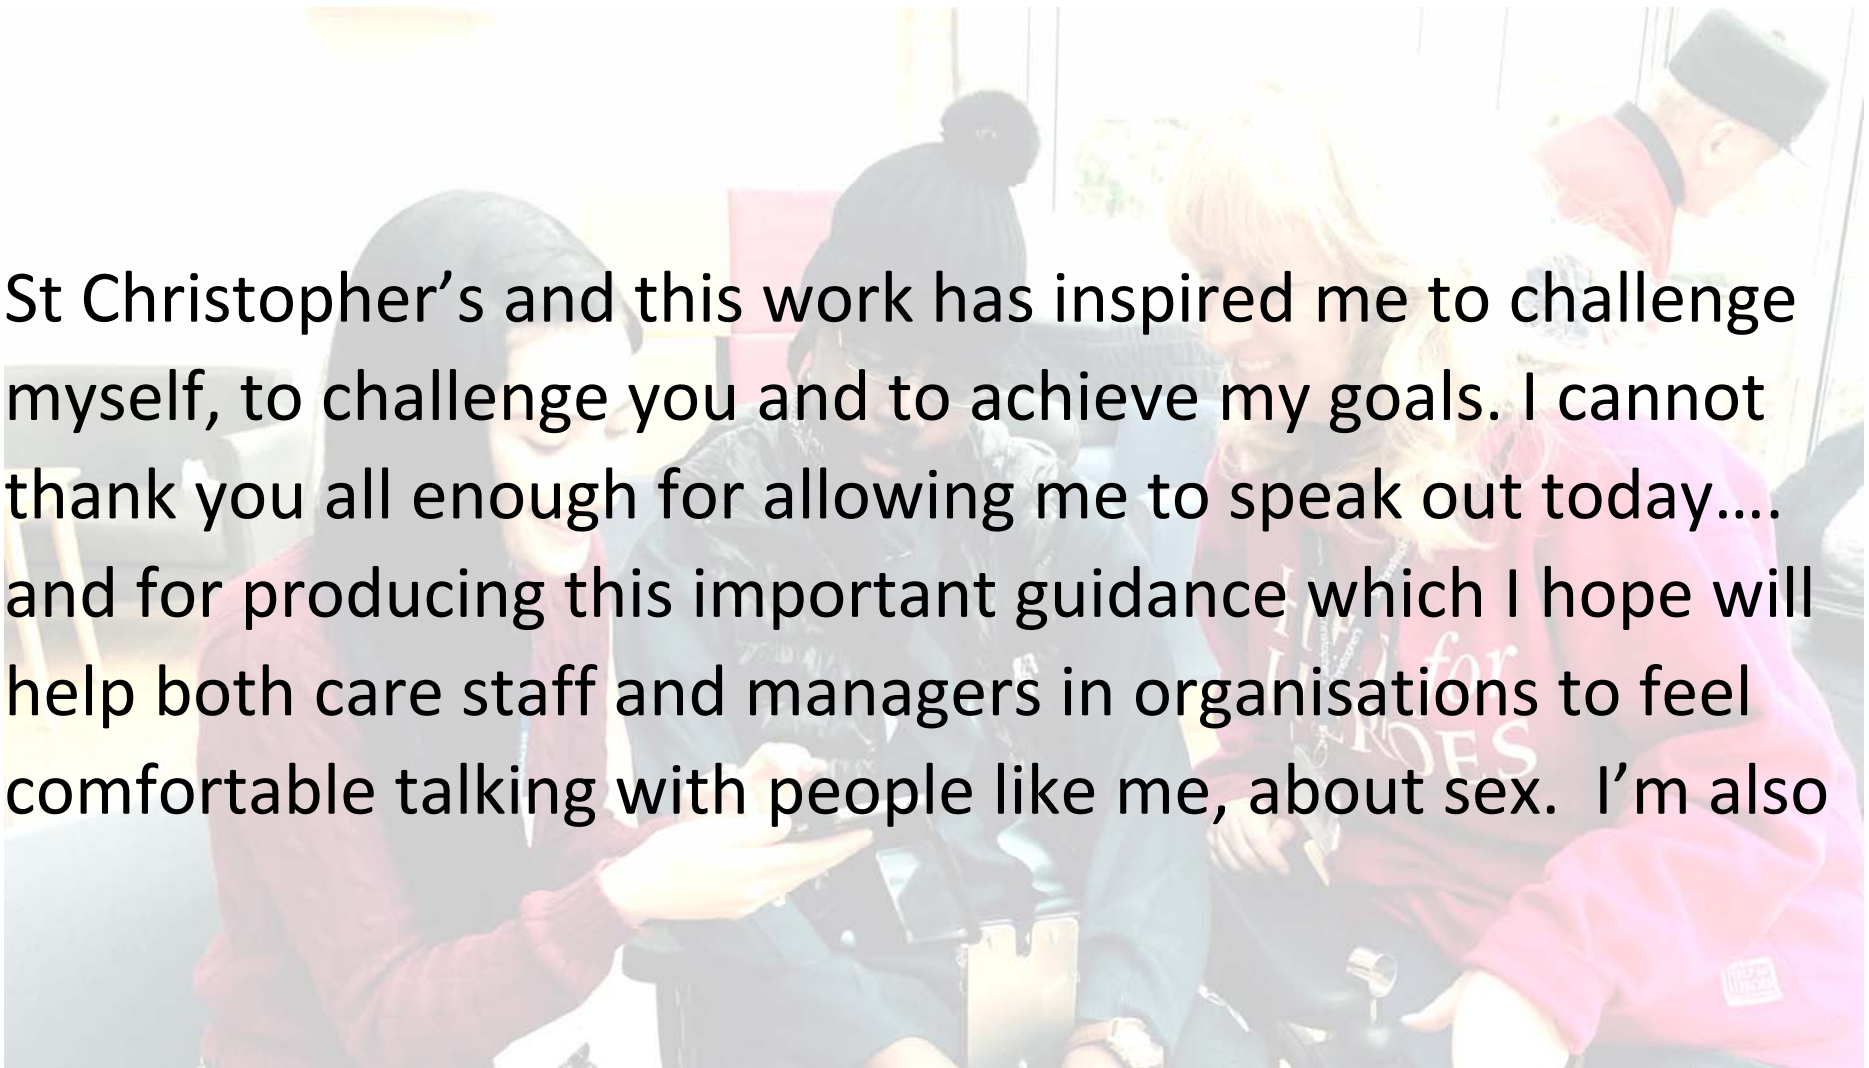 St Christopher’s and this work has inspired me to challenge
myself, to challenge you and to achieve my goals. I cannot
thank you all enough for allowing me to speak out today….
and for producing this important guidance which I hope will
help both care staff and managers in organisations to feel
comfortable talking with people like me, about sex.  I’m also
for
HEROES